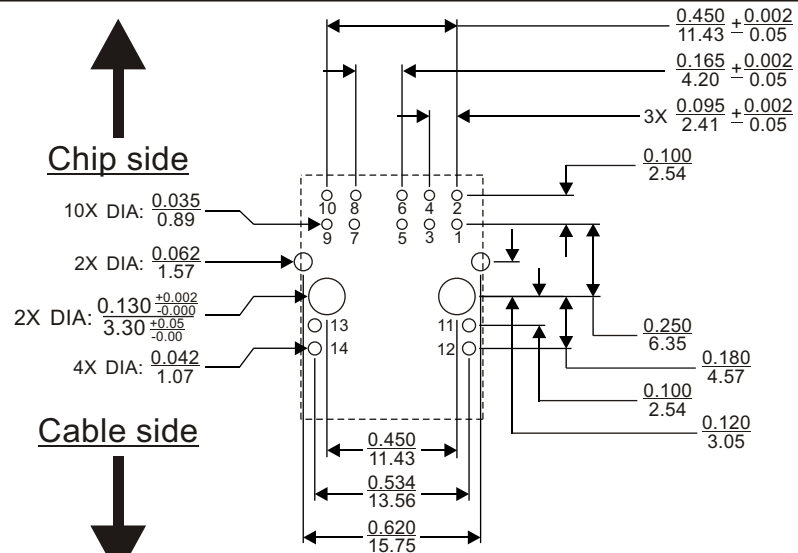 0.450 ±0.002
11.43 0.05
0.165 ±0.002
4.20 0.05
3X 0.095 ±0.002
2.41 0.05
0.100
2.54
Chip side
10X DIA: 0.035
0.89
2X DIA: 0.062
1.57
2X DIA: 0.130 +0.002 -0.000
3.30 +0.05 -0.00
4X DIA: 0.042
1.07
Cable side
10 8 6 4 2
9 7 5 3 1
13 11
14 12
0.250
6.35
0.180
4.57
0.100
2.54
0.120
3.05
0.450
11.43
0.534
13.56
0.620
15.75